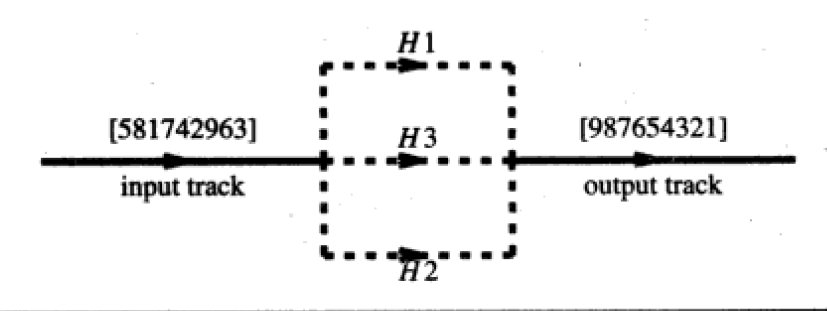 H1
[581742963]
H3
[987654321]
input track
output track
H2